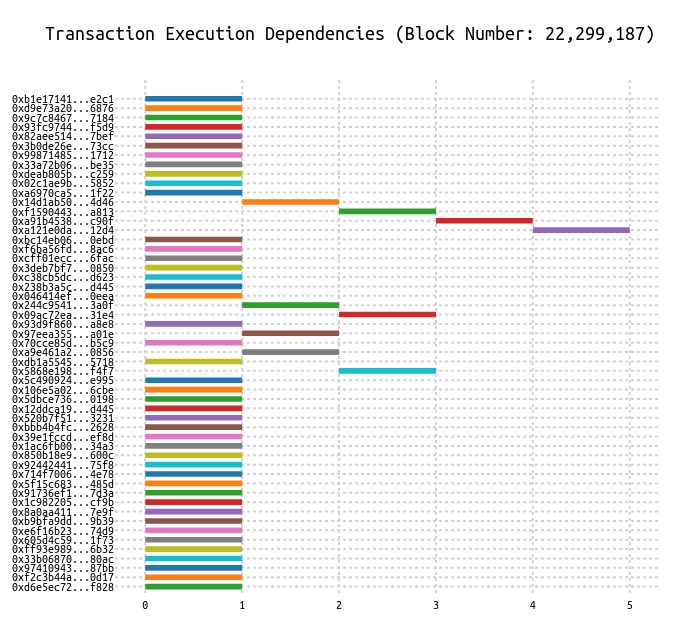 Transaction Execution Dependencies (Block Number: 22,299,187)
0xb1e17141...e2c1
0xd9e73a20...6876
0x9c7c8467...7184
0x93fc9744...f5d9
0x82aee514...7bef
0x3b0de26e...73cc
0x99871485...1712
0x33a72b06...be35
0xdeab805b...c259
0x02c1ae9b...5852
0xa6970ca5...1f22
0x14d1ab50...4d46
0xf1590443...a813
0xa91b4538...c90f
0xa121e0da...12d4
0xbc14eb06...0ebd
0xf6ba56fd...8ac6
0xcff01ecc...6fac
0x3deb7bf7...0850
0xc38cb5dc...d623
0x238b3a5c...d445
0x046414ef...0eea
0x244c9541...3a0f
0x09ac72ea...31e4
0x93d9f860...a8e8
0x97eea355...a01e
0x70cce85d...b5c9
0xa9e461a2...0856
0xdb1a5545...5718
0x5868e198...f4f7
0x5c490924...e995
0x106e5a02...6cbe
0x5dbce736...0198
0x12ddca19...d445
0x520b7f51...3231
0xbbb4b4fc...2628
0x39e1fccd...ef8d
0x1ac6fb00...34a3
0x850b18e9...600c
0x92442441...75f8
0x714f7006...4e78
0x5f15c683...485d
0x91736ef1...7d3a
0x1c982205...cf9b
0x8a0aa411...7e9f
0xb9bfa9dd...9b39
0xe6f16b23...74d9
0x605d4c59...1f73
0xff93e989...6b32
0x33b06870...80ac
0x97410943...87bb
0xf2c3b44a...0d17
0xd6e5ec72...f828
0 1 2 3 4 5